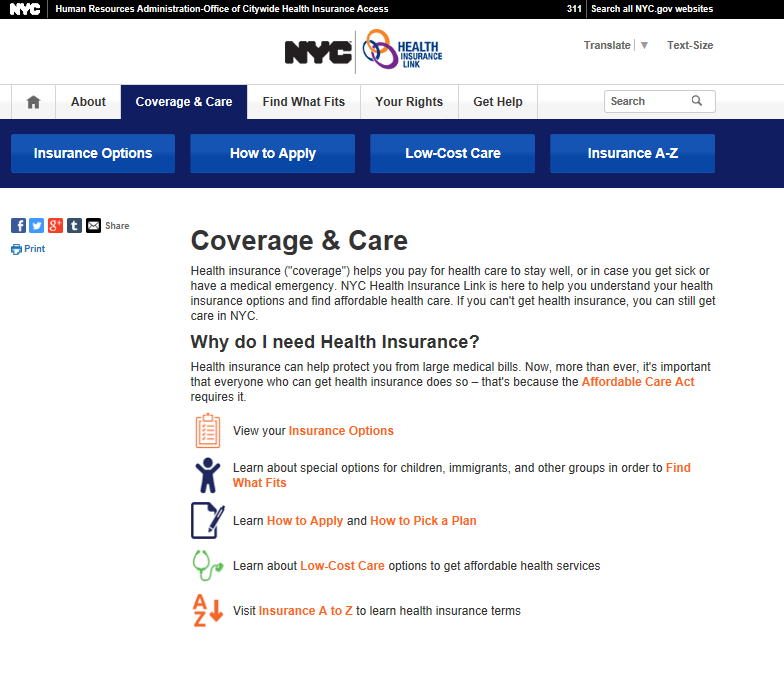 NYC Human Resources Administration-Office of Citywide Health Insurance Access 311 Search all NYC.gov websites
NYC HEALTH
INSURANCE
LINK
Translate ▼ Text-Size
About Coverage & Care Find What Fits Your Rights Get Help Search
Insurance Options How to Apply Low-Cost Care Insurance A-Z
f g+ t Share
Print
Coverage & Care
Health insurance ("coverage") helps you pay for health care to stay well, or in case you get sick or
have a medical emergency. NYC Health Insurance Link is here to help you understand your health
insurance options and find affordable health care. If you can't get health insurance, you can still get
care in NYC.
Why do I need Health Insurance?
Health insurance can help protect you from large medical bills. Now, more than ever, it's important
that everyone who can get health insurance does so – that's because the Affordable Care Act
requires it.
View your Insurance Options
Learn about special options for children, immigrants, and other groups in order to Find
What Fits
Learn How to Apply and How to Pick a Plan
Learn about Low-Cost Care options to get affordable health services
A
Z
Visit Insurance A to Z to learn health insurance terms